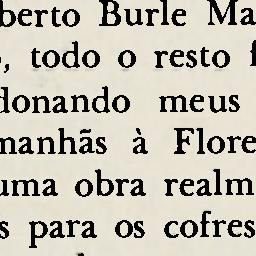 berto Burle Ma
, todo o resto f
donando meus
manhãs à Flore
uma obra realm
s para os cofres